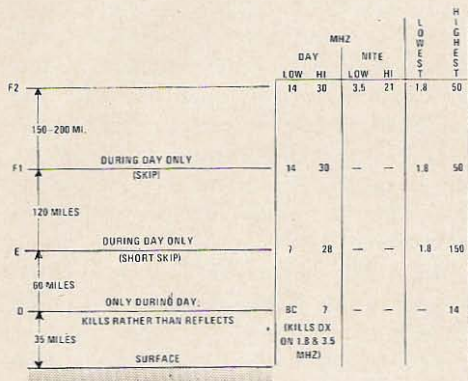 MHZ
DAY NITE
LOW HI LOW HI LOWEST HIGHEST
F2 14 30 3.5 21 1.8 50
150-200 MI.
DURING DAY ONLY
F1 14 30 — — 1.8 50
(SKIP)
120 MILES
DURING DAY ONLY
E 7 28 — — 1.8 150
(SHORT SKIP)
60 MILES
ONLY DURING DAY;
D BC 7 — — — 14
KILLS RATHER THAN REFLECTS
(KILLS DX
35 MILES ON 1.8 & 3.5
MHZ)
SURFACE